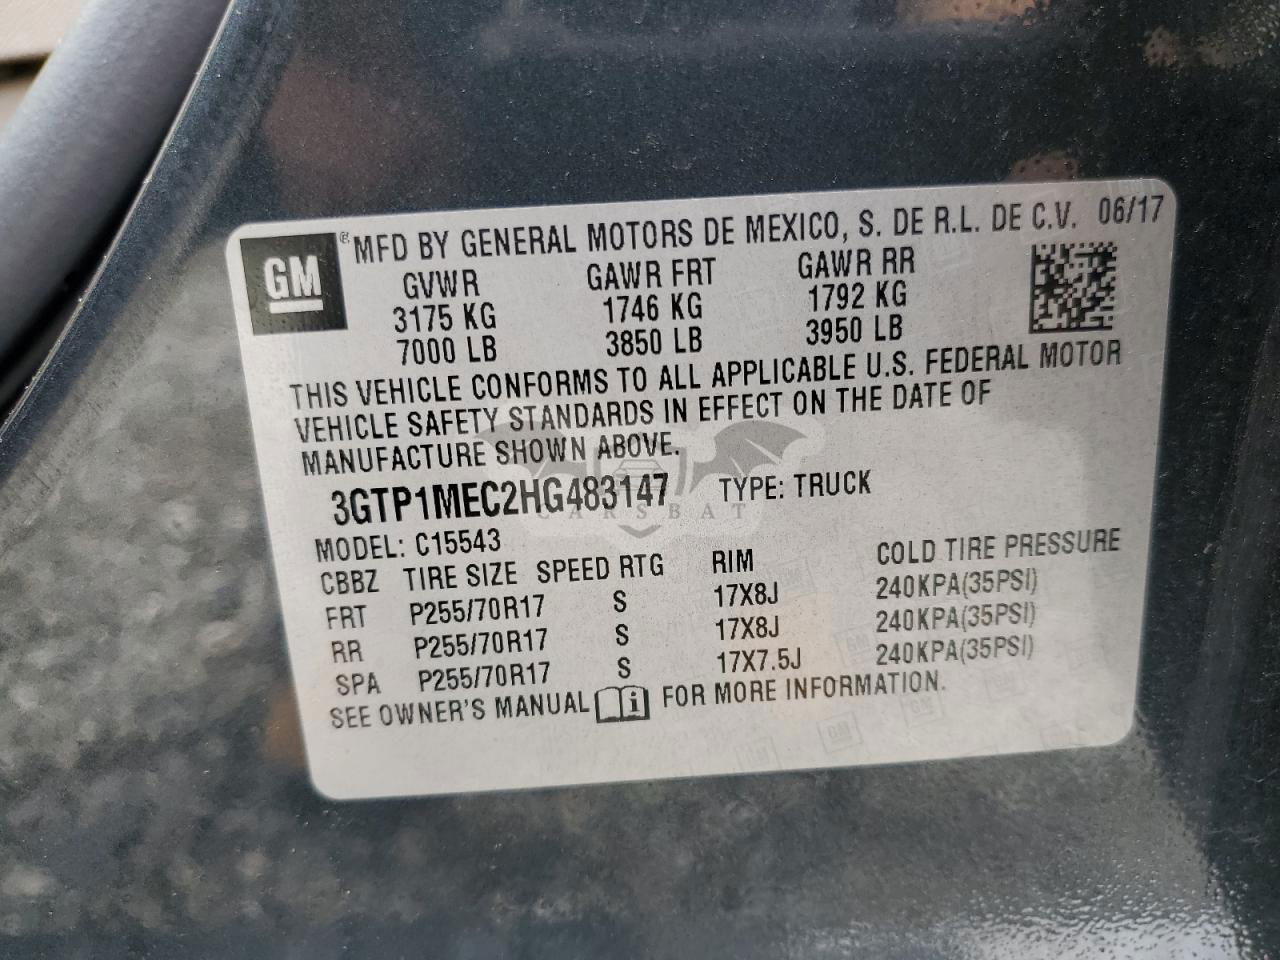 GM ® MFD BY GENERAL MOTORS DE MEXICO, S. DE R.L. DE C.V. 06/17
GVWR GAWR FRT GAWR RR
3175 KG 1746 KG 1792 KG
7000 LB 3850 LB 3950 LB
THIS VEHICLE CONFORMS TO ALL APPLICABLE U.S. FEDERAL MOTOR
VEHICLE SAFETY STANDARDS IN EFFECT ON THE DATE OF
MANUFACTURE SHOWN ABOVE.
3GTP1MEC2HG483147 TYPE: TRUCK
CARSBAT
MODEL: C15543
CBBZ TIRE SIZE SPEED RTG RIM COLD TIRE PRESSURE
FRT P255/70R17 S 17X8J 240KPA(35PSI)
RR P255/70R17 S 17X8J 240KPA(35PSI)
SPA P255/70R17 S 17X7.5J 240KPA(35PSI)
SEE OWNER'S MANUAL i FOR MORE INFORMATION.